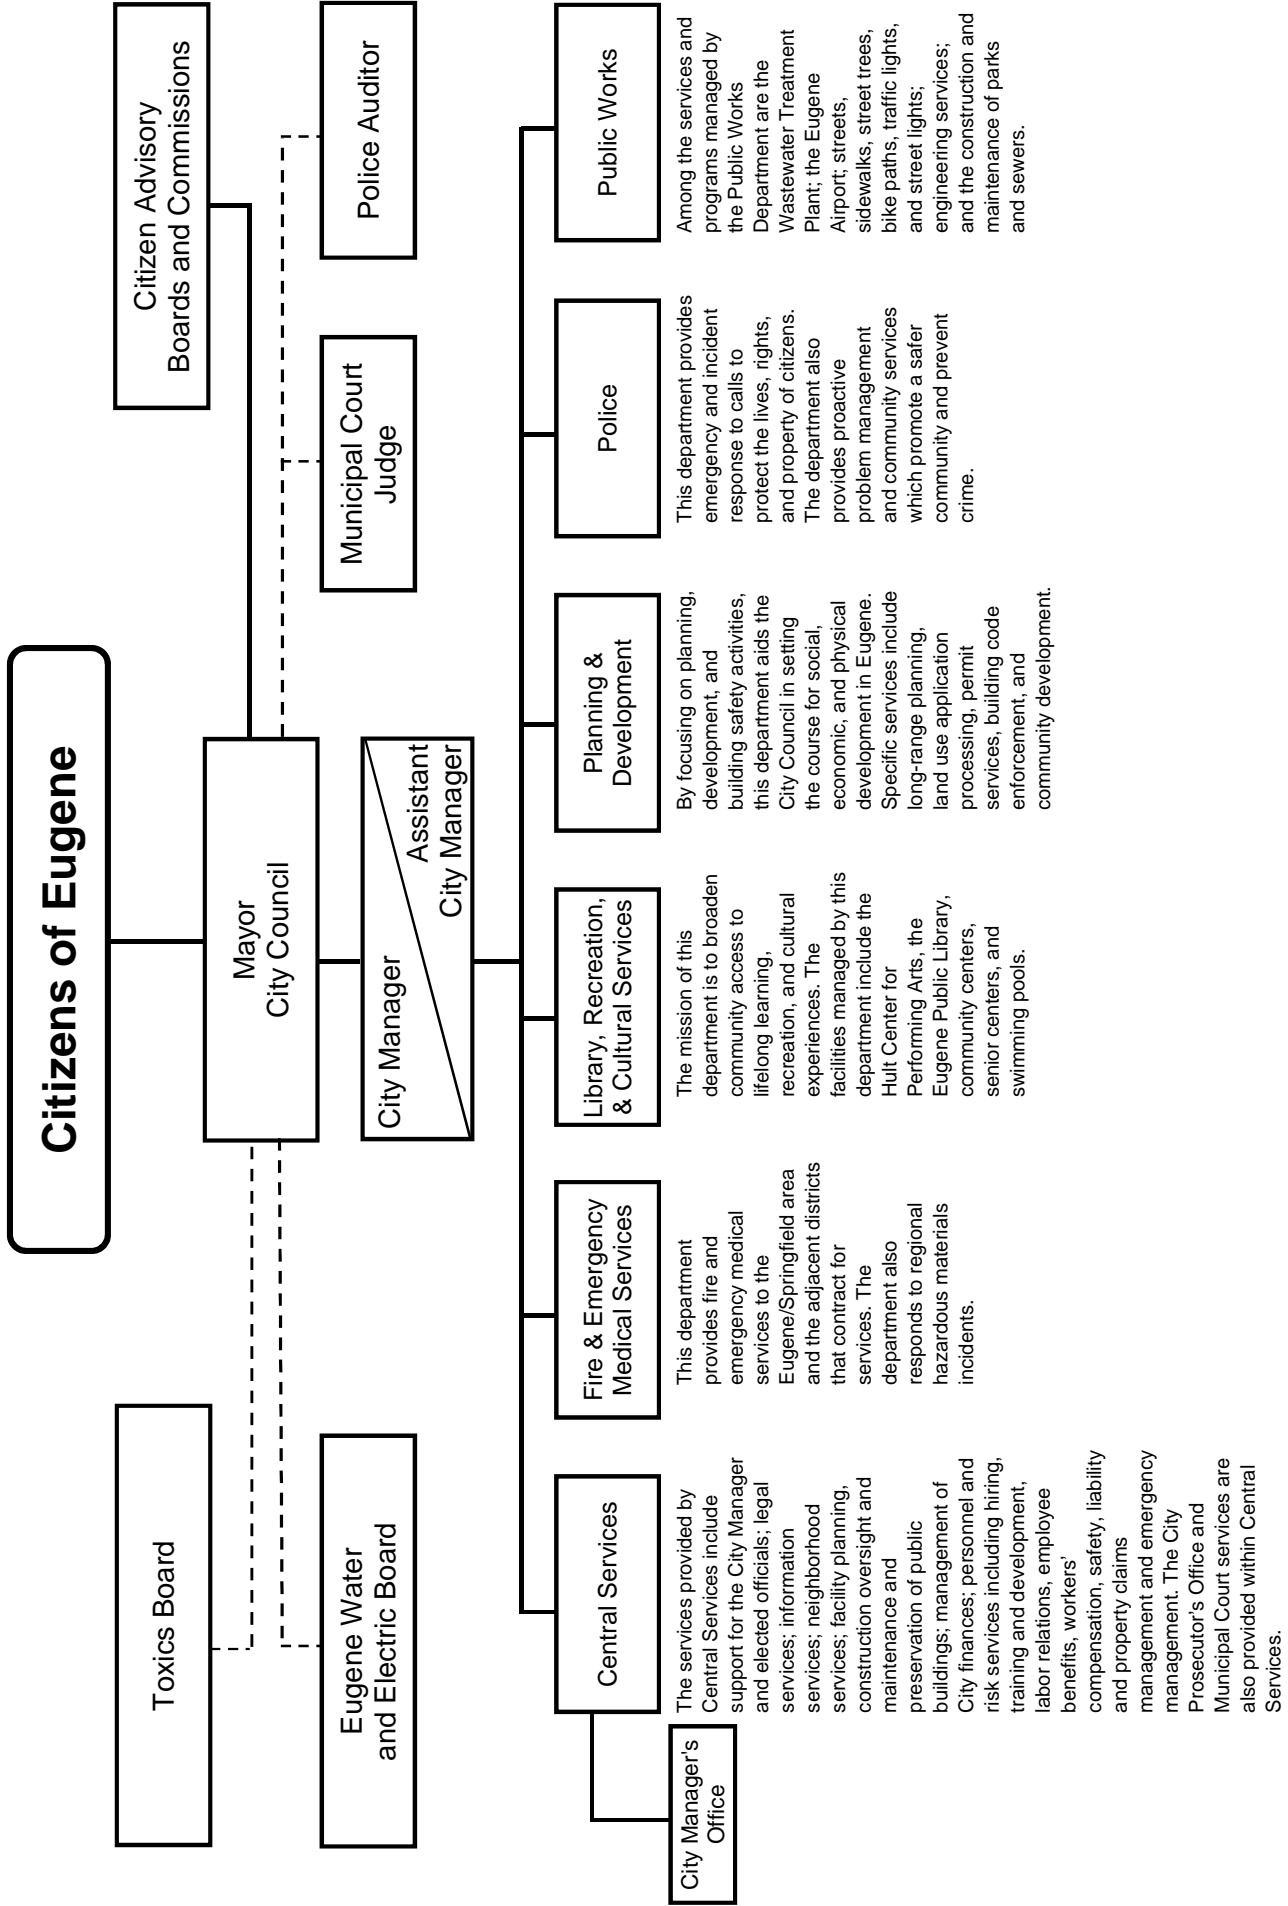 Citizens of Eugene
Toxics Board
Citizen Advisory
Boards and Commissions
Mayor
City Council
Eugene Water
and Electric Board
Municipal Court
Judge
Police Auditor
City Manager
Assistant
City Manager
Central Services
Fire & Emergency
Medical Services
Library, Recreation,
& Cultural Services
Planning &
Development
Police
Public Works
City Manager's
Office
The services provided by
Central Services include
support for the City Manager
and elected officials; legal
services; information
services; neighborhood
services; facility planning,
construction oversight and
maintenance and
preservation of public
buildings; management of
City finances; personnel and
risk services including hiring,
training and development,
labor relations, employee
benefits, workers'
compensation, safety, liability
and property claims
management and emergency
management. The City
Prosecutor's Office and
Municipal Court services are
also provided within Central
Services.
This department
provides fire and
emergency medical
services to the
Eugene/Springfield area
and the adjacent districts
that contract for
services. The
department also
responds to regional
hazardous materials
incidents.
The mission of this
department is to broaden
community access to
lifelong learning,
recreation, and cultural
experiences. The
facilities managed by this
department include the
Hult Center for
Performing Arts, the
Eugene Public Library,
community centers,
senior centers, and
swimming pools.
By focusing on planning,
development, and
building safety activities,
this department aids the
City Council in setting
the course for social,
economic, and physical
development in Eugene.
Specific services include
long-range planning,
land use application
processing, permit
services, building code
enforcement, and
community development.
This department provides
emergency and incident
response to calls to
protect the lives, rights,
and property of citizens.
The department also
provides proactive
problem management
and community services
which promote a safer
community and prevent
crime.
Among the services and
programs managed by
the Public Works
Department are the
Wastewater Treatment
Plant; the Eugene
Airport; streets,
sidewalks, street trees,
bike paths, traffic lights,
and street lights;
engineering services;
and the construction and
maintenance of parks
and sewers.